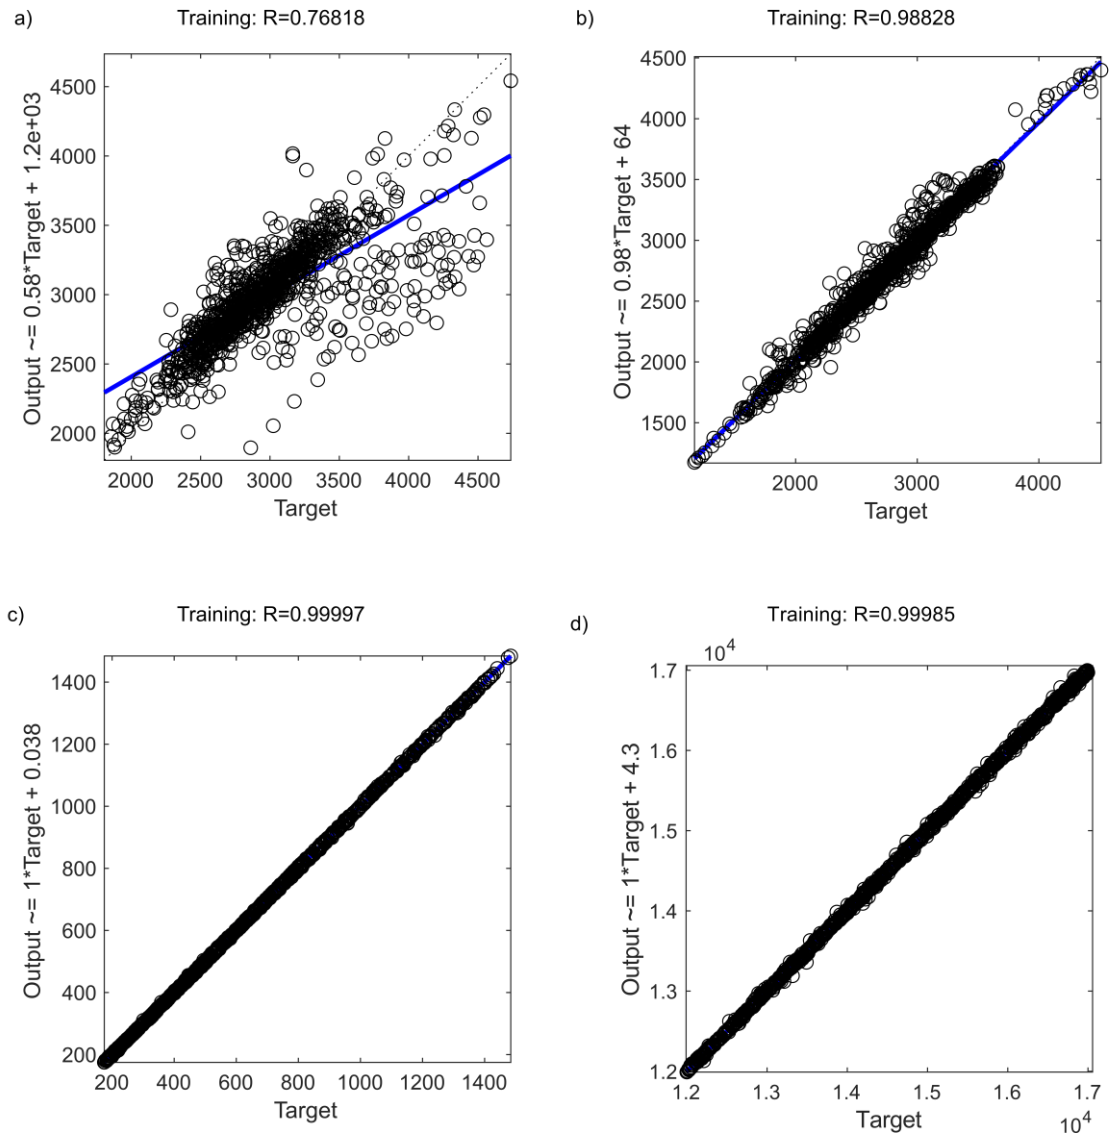 a)
Training: R=0.76818
4500
4000
3500
3000
2500
2000
Output ~= 0.58*Target + 1.2e+03
2000 2500 3000 3500 4000 4500
Target
b)
Training: R=0.98828
4500
4000
3500
3000
2500
2000
1500
Output ~= 0.98*Target + 64
2000 3000 4000
Target
c)
Training: R=0.99997
1400
1200
1000
800
600
400
200
Output ~= 1*Target + 0.038
200 400 600 800 1000 1200 1400
Target
d)
Training: R=0.99985
10⁴
1.7
1.6
1.5
1.4
1.3
1.2
Output ~= 1*Target + 4.3
1.2 1.3 1.4 1.5 1.6 1.7
Target
10⁴